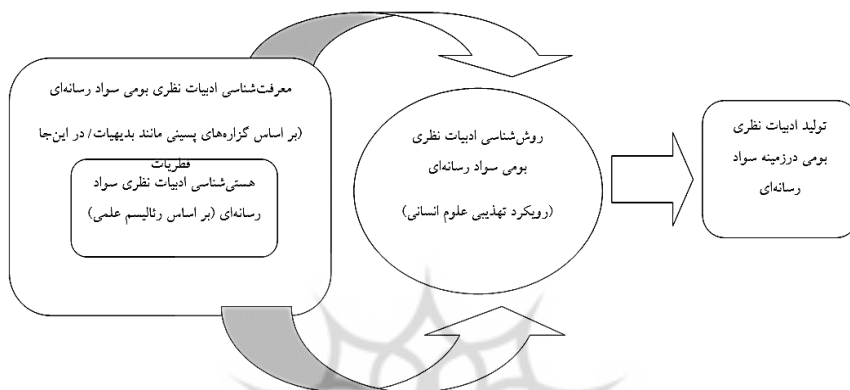 معرفت‌شناسی ادبیات نظری بومی سواد رسانه‌ای
(بر اساس گزاره‌های پسینی مانند بدیهیات/ در این‌جا
فطریات
هستی‌شناسی ادبیات نظری سواد
رسانه‌ای (بر اساس رئالیسم علمی)
روش‌شناسی ادبیات نظری
بومی سواد رسانه‌ای
(رویکرد تهذیبی علوم انسانی)
تولید ادبیات نظری
بومی درزمینه سواد
رسانه‌ای